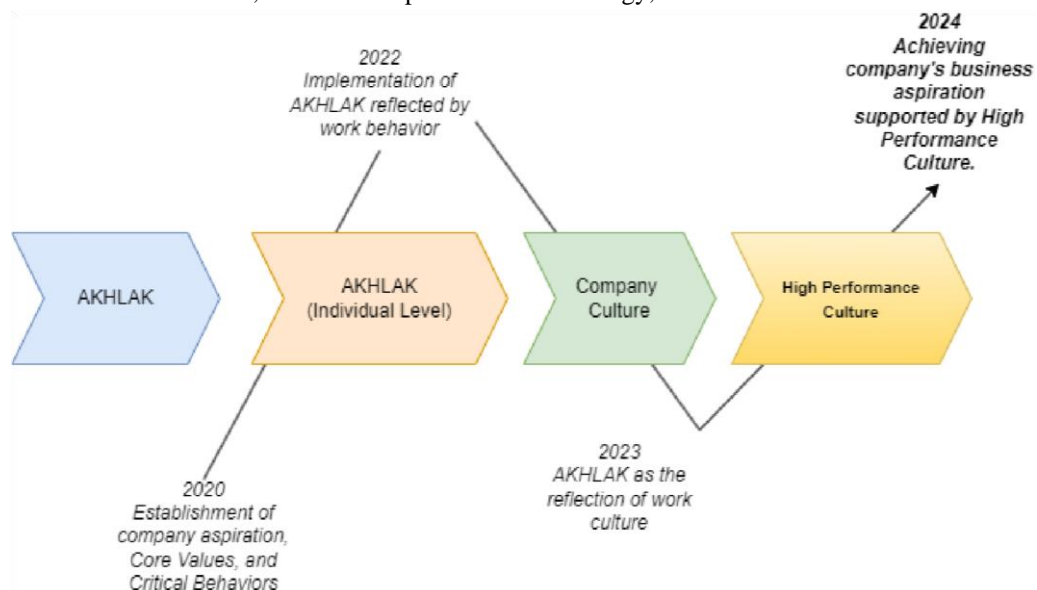 2024
Achieving
company's business
aspiration
supported by High
Performance
Culture.
2022
Implementation of
AKHLAK reflected by
work behavior
AKHLAK
AKHLAK
(Individual Level)
Company
Culture
High Performance
Culture
2023
AKHLAK as the
reflection of work
culture
2020
Establishment of
company aspiration,
Core Values, and
Critical Behaviors